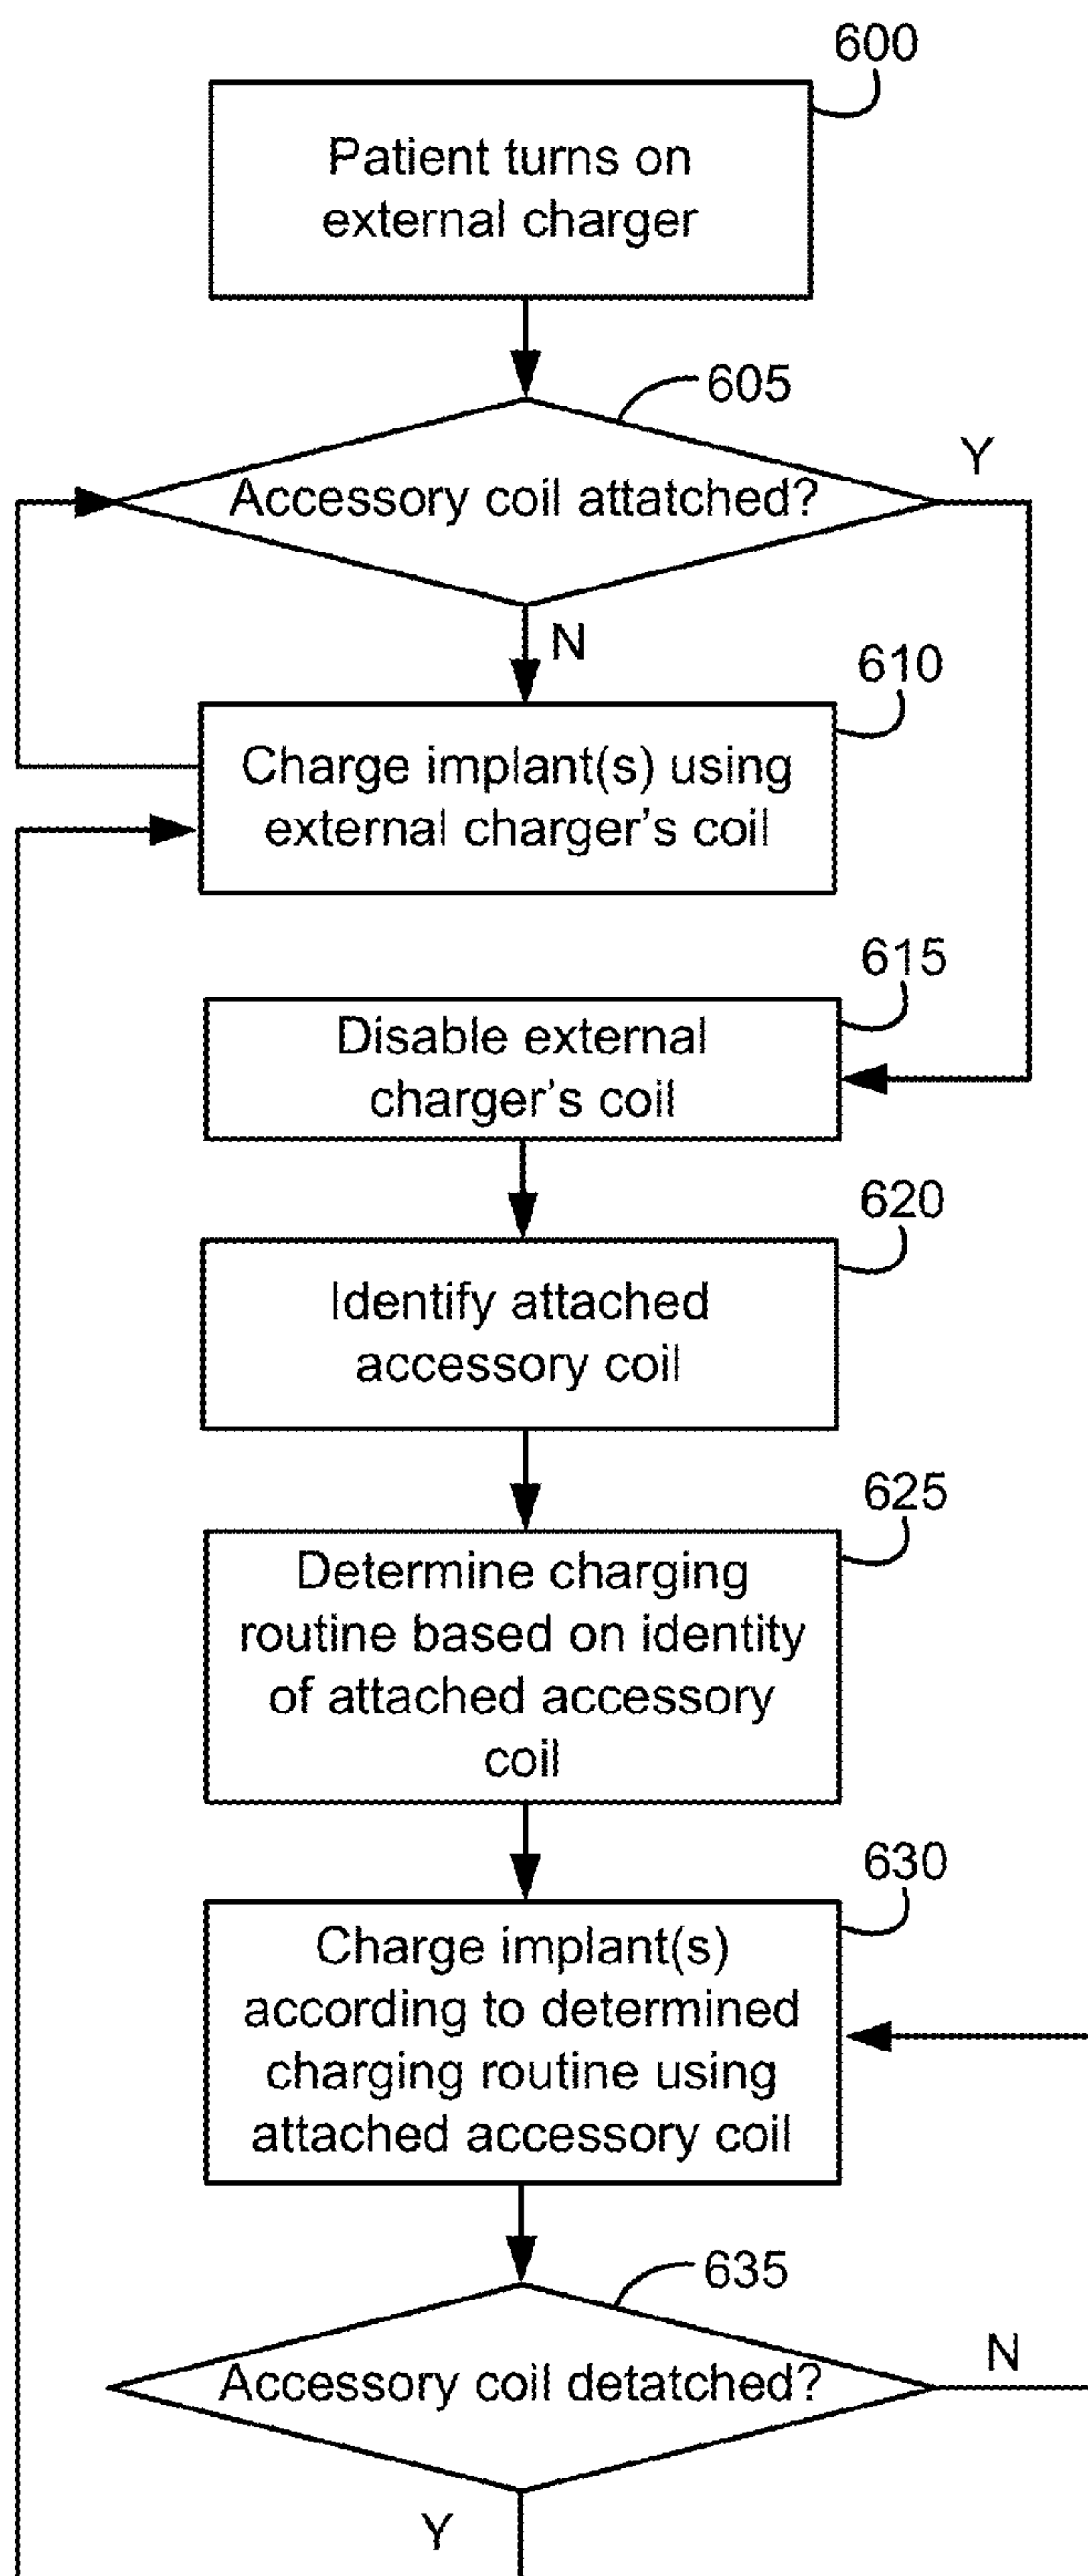 600
Patient turns on
external charger
605
Y
Accessory coil attatched?
N
610
Charge implant(s) using
external charger's coil
615
Disable external
charger's coil
620
Identify attached
accessory coil
625
Determine charging
routine based on identity
of attached accessory
coil
630
Charge implant(s)
according to determined
charging routine using
attached accessory coil
635
N
Accessory coil detatched?
Y